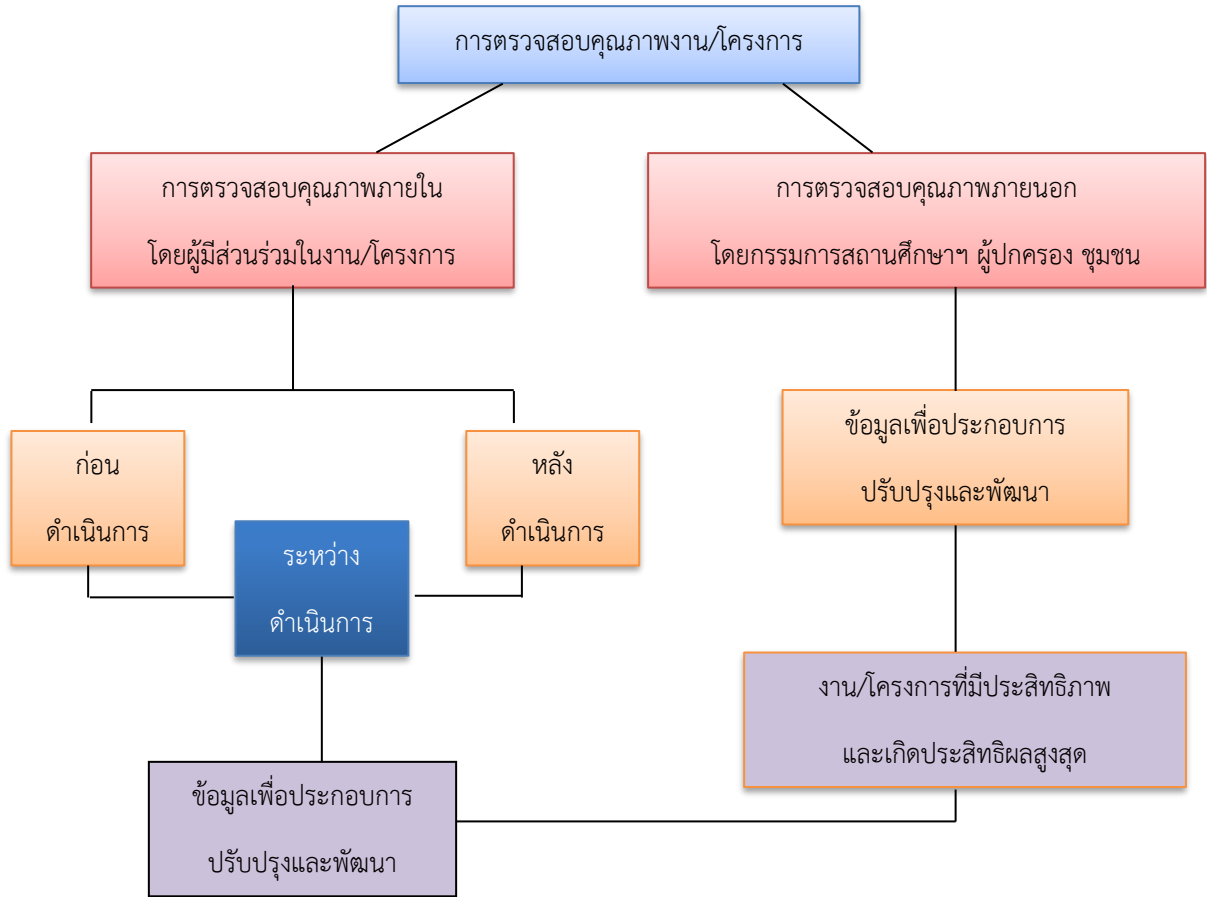 การตรวจสอบคุณภาพงาน/โครงการ
การตรวจสอบคุณภาพภายใน
โดยผู้มีส่วนร่วมในงาน/โครงการ
การตรวจสอบคุณภาพภายนอก
โดยกรรมการสถานศึกษาฯ ผู้ปกครอง ชุมชน
ก่อน
ดำเนินการ
ระหว่าง
ดำเนินการ
หลัง
ดำเนินการ
ข้อมูลเพื่อประกอบการ
ปรับปรุงและพัฒนา
งาน/โครงการที่มีประสิทธิภาพ
และเกิดประสิทธิผลสูงสุด
ข้อมูลเพื่อประกอบการ
ปรับปรุงและพัฒนา